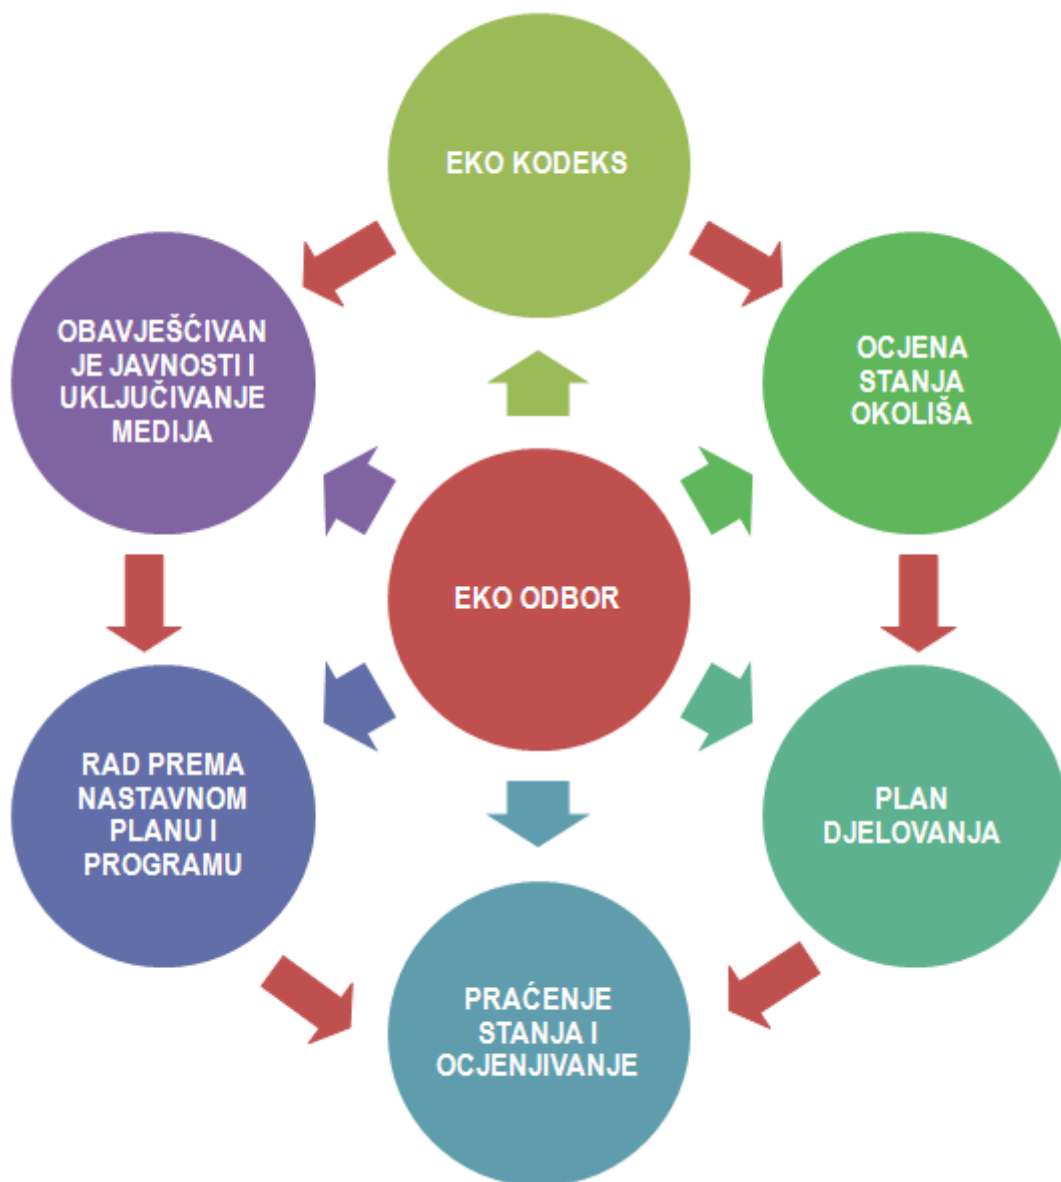 EKO KODEKS
OBAVJEŠĆIVAN
JE JAVNOSTI I
UKLJUČIVANJE
MEDIJA
OCJENA
STANJA
OKOLIŠA
EKO ODBOR
RAD PREMA
NASTAVNOM
PLANU I
PROGRAMU
PLAN
DJELOVANJA
PRAĆENJE
STANJA I
OCJENJIVANJE